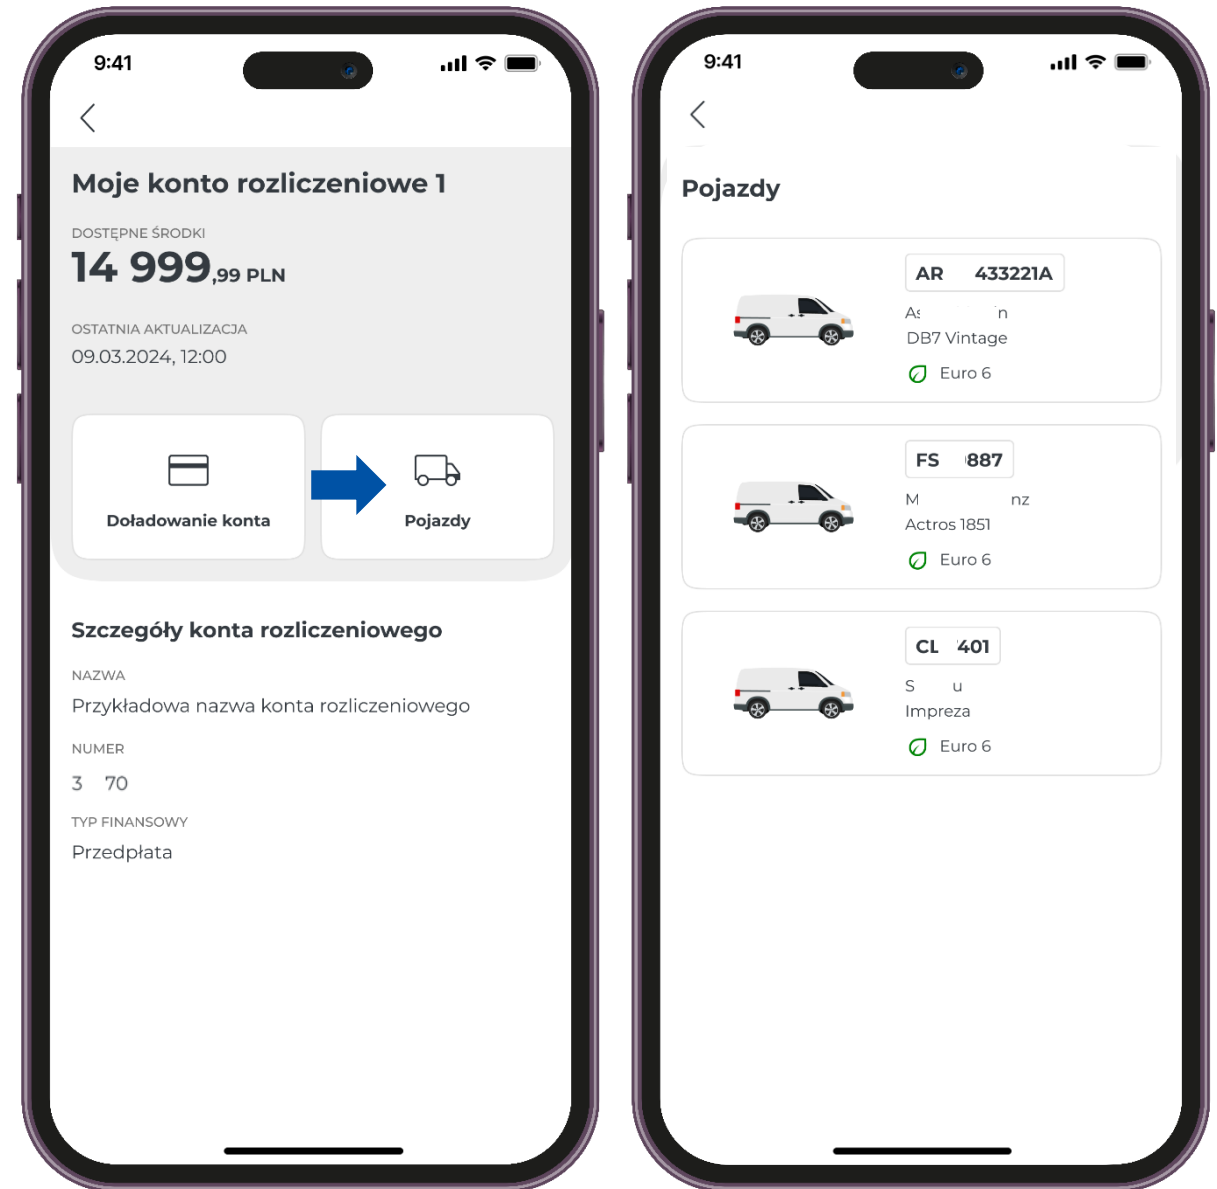 9:41
Moje konto rozliczeniowe 1
DOSTĘPNE ŚRODKI
14 999,99 PLN
OSTATNIA AKTUALIZACJA
09.03.2024, 12:00
Doładowanie konta
Pojazdy
Szczegóły konta rozliczeniowego
NAZWA
Przykładowa nazwa konta rozliczeniowego
NUMER
3 70
TYP FINANSOWY
Przedpłata
9:41
Pojazdy
AR 433221A
DB7 Vintage
Euro 6
FS 887
M nz
Actros 1851
Euro 6
CL 401
S u
Impreza
Euro 6